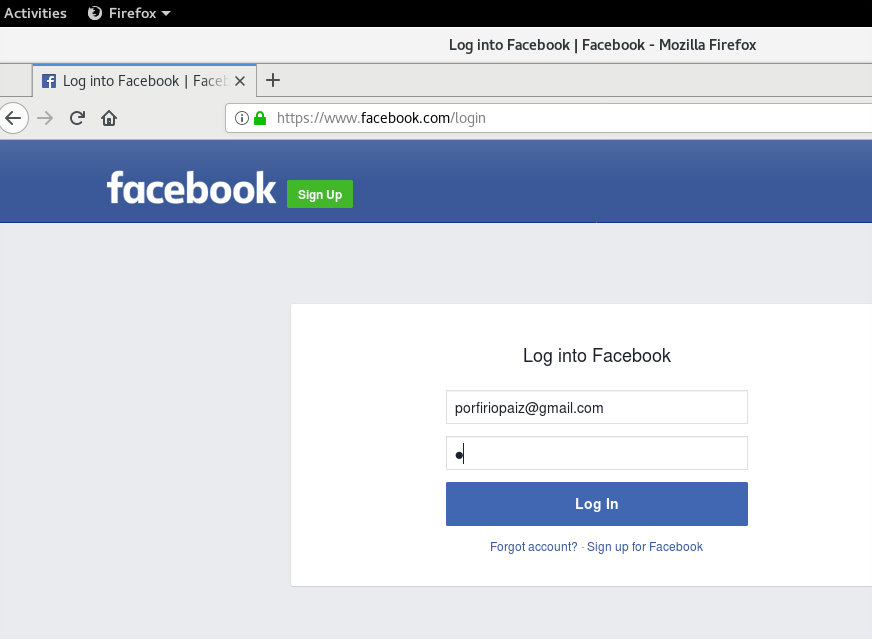 Activities Firefox
Log into Facebook | Facebook - Mozilla Firefox
Log into Facebook | Faceb
https://www.facebook.com/login
facebook Sign Up
Log into Facebook
porfiriopaiz@gmail.com
Log In
Forgot account? · Sign up for Facebook